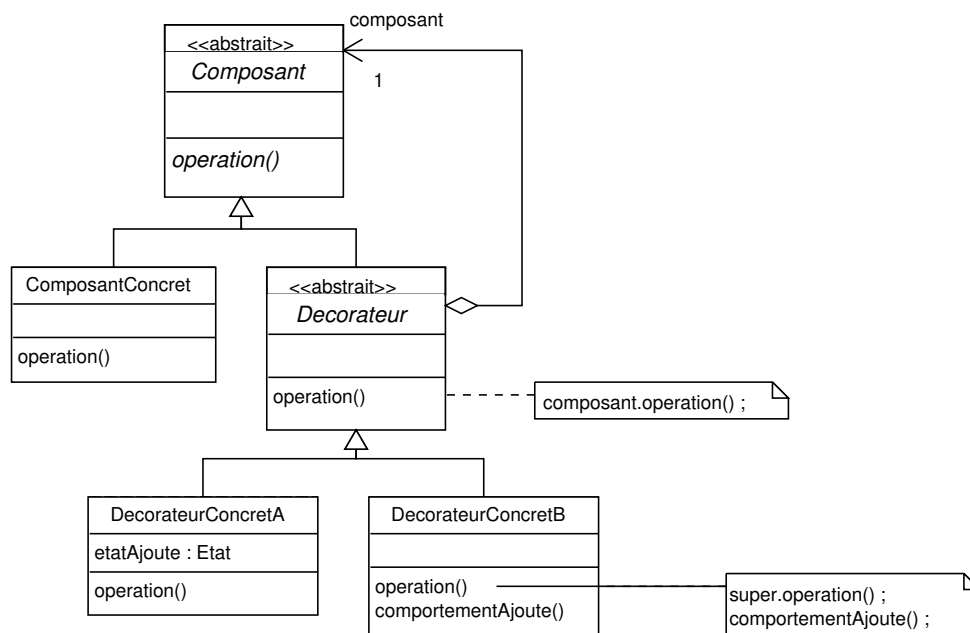 composant
<<abstrait>>
Composant
1
operation()
ComposantConcret
operation()
<<abstrait>>
Decorateur
operation()
composant.operation() ;
DecorateurConcretA
etatAjoute : Etat
operation()
DecorateurConcretB
operation()
comportementAjoute()
super.operation() ;
comportementAjoute() ;